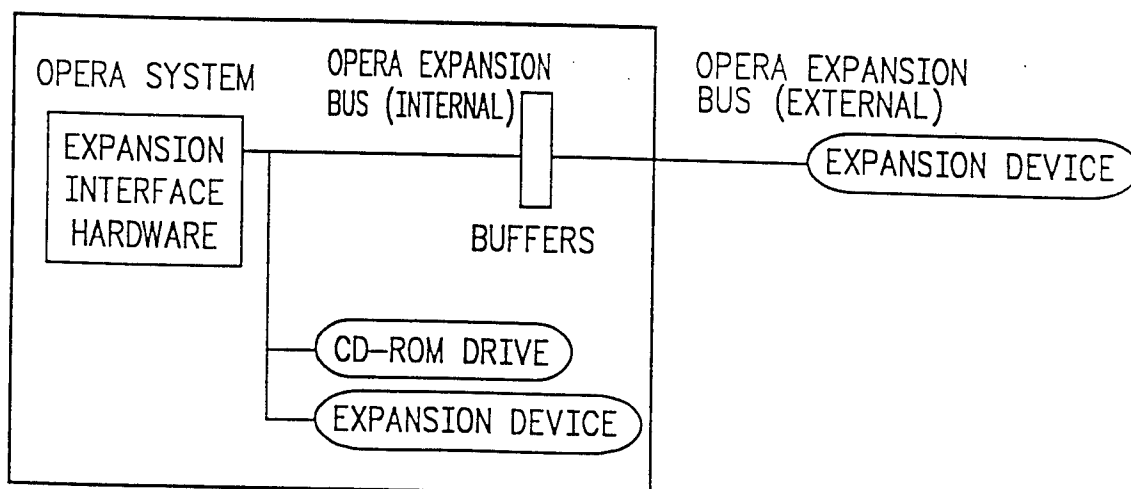 OPERA SYSTEM
OPERA EXPANSION
BUS (INTERNAL)
OPERA EXPANSION
BUS (EXTERNAL)
EXPANSION
INTERFACE
HARDWARE
BUFFERS
EXPANSION DEVICE
CD-ROM DRIVE
EXPANSION DEVICE